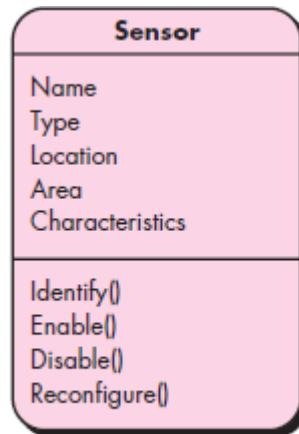 Sensor
Name
Type
Location
Area
Characteristics
Identify()
Enable()
Disable()
Reconfigure()